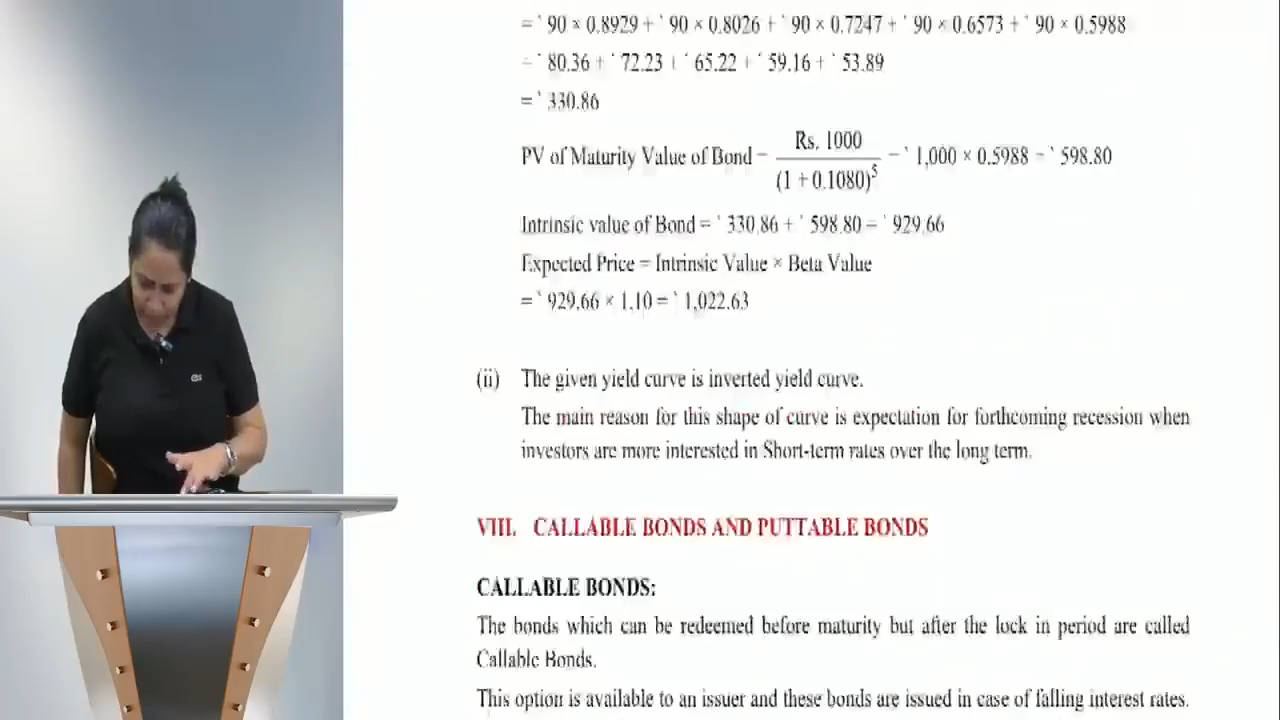 = ` 90 × 0.8929 + ` 90 × 0.8026 + ` 90 × 0.7247 + ` 90 × 0.6573 + ` 90 × 0.5988
= ` 80.36 + ` 72.23 + ` 65.22 + ` 59.16 + ` 53.89
= ` 330.86
PV of Maturity Value of Bond = Rs. 1000 / (1 + 0.1080)^5 = ` 1,000 × 0.5988 = ` 598.80
Intrinsic value of Bond = ` 330.86 + ` 598.80 = ` 929.66
Expected Price = Intrinsic Value × Beta Value
= ` 929.66 × 1.10 = ` 1,022.63
(ii) The given yield curve is inverted yield curve.
The main reason for this shape of curve is expectation for forthcoming recession when
investors are more interested in Short-term rates over the long term.
VIII. CALLABLE BONDS AND PUTTABLE BONDS
CALLABLE BONDS:
The bonds which can be redeemed before maturity but after the lock in period are called
Callable Bonds.
This option is available to an issuer and these bonds are issued in case of falling interest rates.